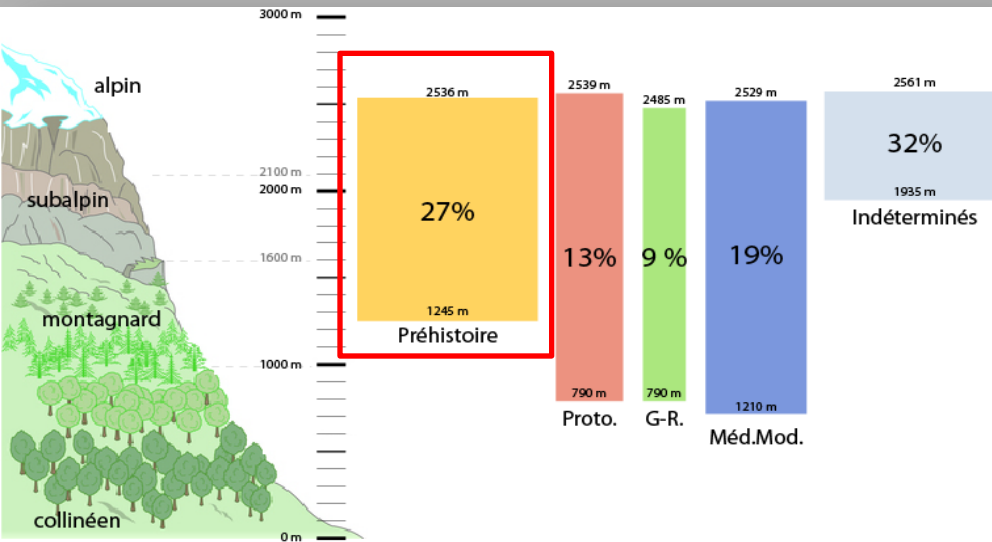 3000 m
alpin
2100 m
2000 m
subalpin
1600 m
montagnard
1000 m
collinéen
0 m
2536 m
27%
1245 m
Préhistoire
2539 m
13%
790 m
Proto.
2485 m
9 %
790 m
G-R.
2529 m
19%
1210 m
Méd.Mod.
2561 m
32%
1935 m
Indéterminés